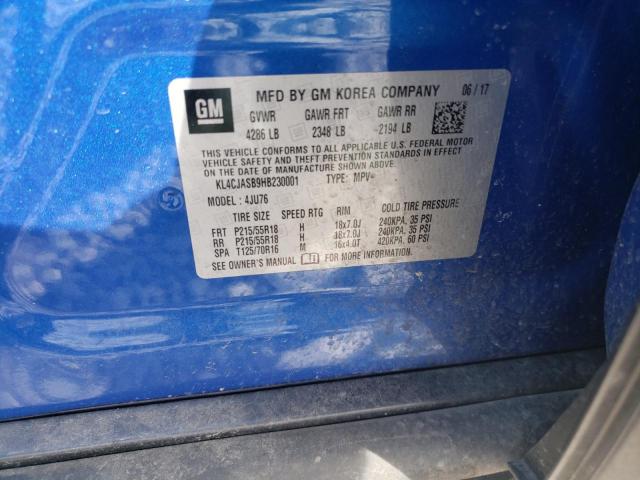 GM MFD BY GM KOREA COMPANY 06/17
GVWR GAWR FRT GAWR RR
4286 LB 2348 LB 2194 LB
THIS VEHICLE CONFORMS TO ALL APPLICABLE U.S. FEDERAL MOTOR
VEHICLE SAFETY AND THEFT PREVENTION STANDARDS IN EFFECT
ON THE DATE OF MANUFACTURE SHOWN ABOVE.
KL4CJASB9HB230001 TYPE: MPV
MODEL: 4JU76
TIRE SIZE SPEED RTG RIM COLD TIRE PRESSURE
FRT P215/55R18 H 18x7.0J 240KPA, 35 PSI
RR P215/55R18 H 18x7.0J 240KPA, 35 PSI
SPA T125/70R16 M 16x4.0T 420KPA, 60 PSI
SEE OWNER'S MANUAL FOR MORE INFORMATION.